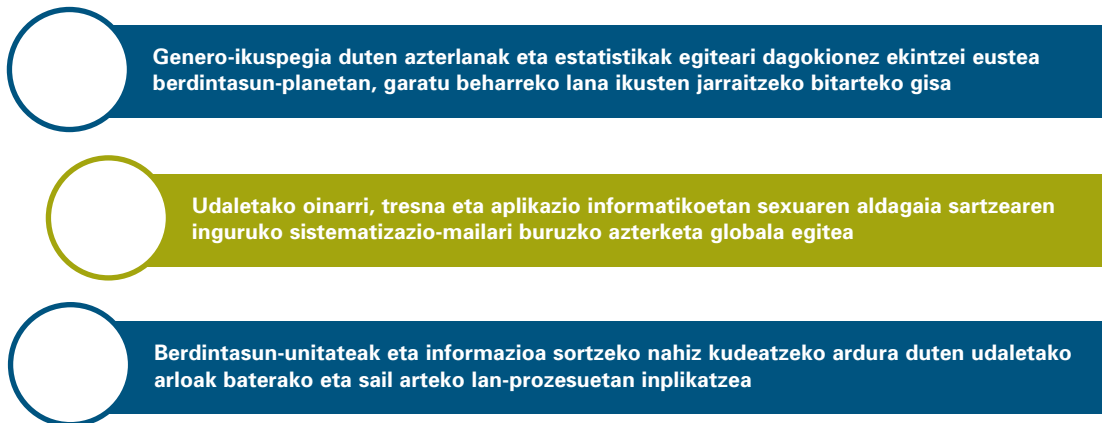 Genero-ikuspegia duten azterlanak eta estatistikak egiteari dagokionez ekintzei eustea
berdintasun-planetan, garatu beharreko lana ikusten jarraitzeko bitarteko gisa
Udaletako oinarri, tresna eta aplikazio informatikoetan sexuaren aldagaia sartzearen
inguruko sistematizazio-mailari buruzko azterketa globala egitea
Berdintasun-unitateak eta informazioa sortzeko nahiz kudeatzeko ardura duten udaletako
arloak baterako eta sail arteko lan-prozesuetan inplikatzea